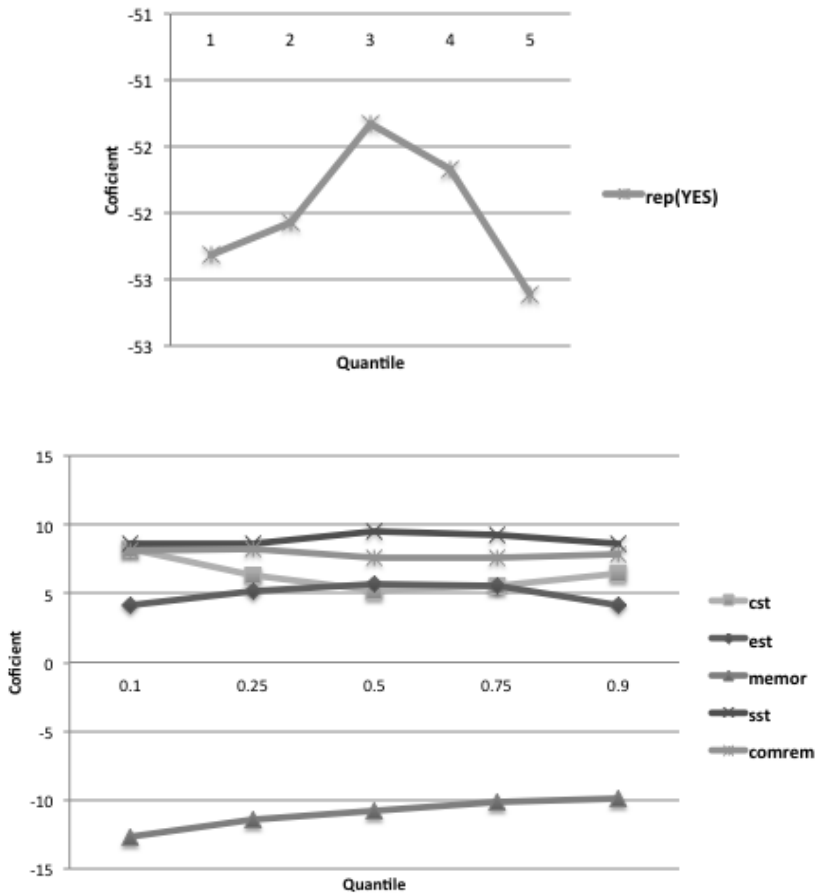 -51
1 2 3 4 5
-51
-52
-52
-53
-53
Coficient
Quantile
rep(YES)
15
10
5
0
0.1 0.25 0.5 0.75 0.9
-5
-10
-15
Coficient
Quantile
cst
est
memor
sst
comrem